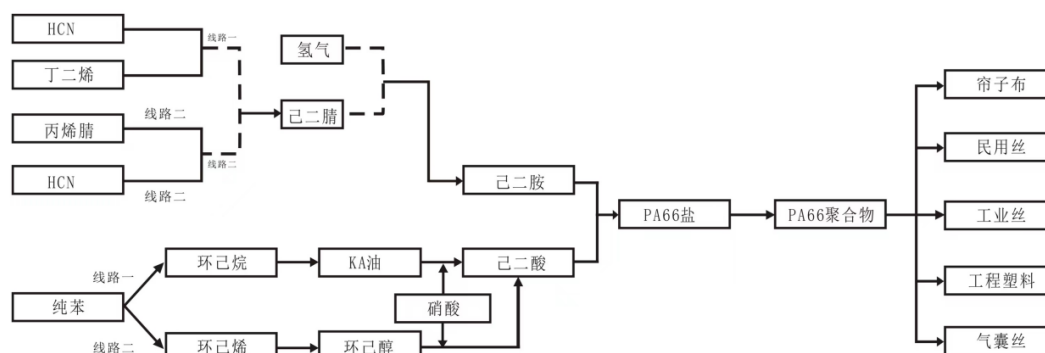 HCN
线路一
丁二烯
氢气
丙烯腈
线路二
己二腈
线路二
HCN
线路二
己二胺
PA66盐
PA66聚合物
帘子布
民用丝
工业丝
工程塑料
气囊丝
线路一
环己烷
KA油
己二酸
纯苯
硝酸
线路二
环己烯
环己醇